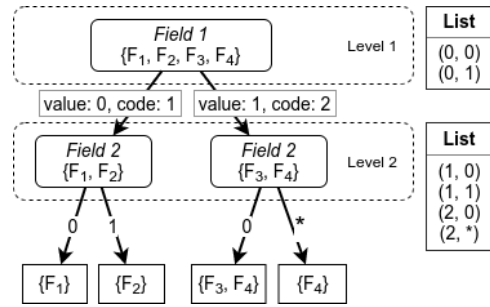 Field 1
{F₁, F₂, F₃, F₄}
Level 1
List
(0, 0)
(0, 1)
value: 0, code: 1
value: 1, code: 2
Field 2
{F₁, F₂}
Field 2
{F₃, F₄}
Level 2
List
(1, 0)
(1, 1)
(2, 0)
(2, *)
0
1
0
*
{F₁}
{F₂}
{F₃, F₄}
{F₄}